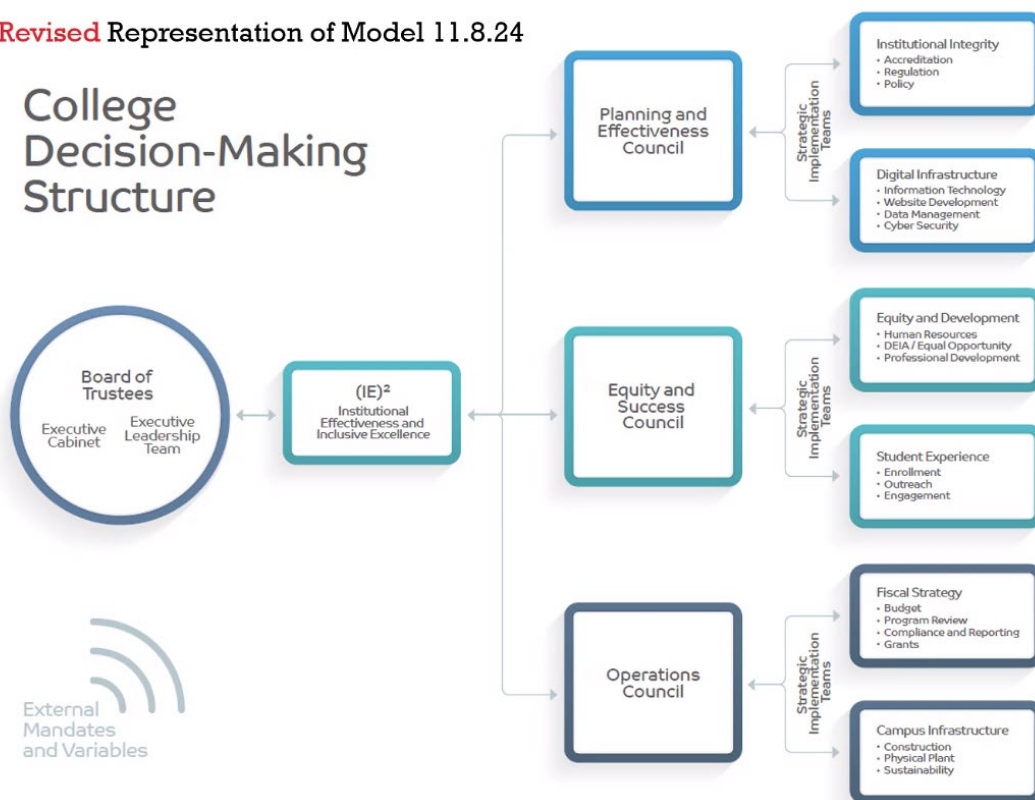 Revised Representation of Model 11.8.24
College
Decision-Making
Structure
Board of
Trustees
Executive
Cabinet
Executive
Leadership
Team
(IE)²
Institutional
Effectiveness and
Inclusive Excellence
External
Mandates
and Variables
Planning and
Effectiveness
Council
Strategic
Implementation
Teams
Institutional Integrity
• Accreditation
• Regulation
• Policy
Digital Infrastructure
• Information Technology
• Website Development
• Data Management
• Cyber Security
Equity and
Success
Council
Strategic
Implementation
Teams
Equity and Development
• Human Resources
• DEIA / Equal Opportunity
• Professional Development
Student Experience
• Enrollment
• Outreach
• Engagement
Operations
Council
Strategic
Implementation
Teams
Fiscal Strategy
• Budget
• Program Review
• Compliance and Reporting
• Grants
Campus Infrastructure
• Construction
• Physical Plant
• Sustainability